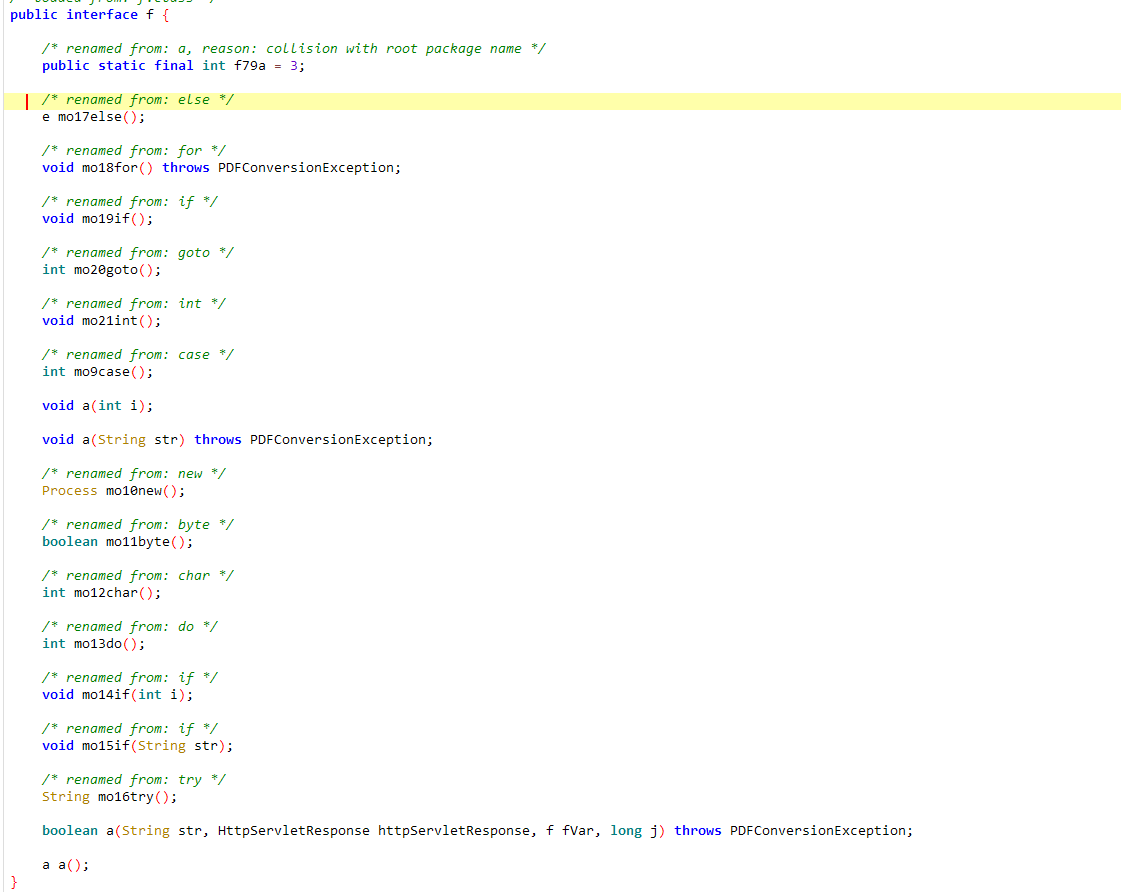 public interface f {
/* renamed from: a, reason: collision with root package name */
public static final int f79a = 3;
/* renamed from: else */
e mo17else();
/* renamed from: for */
void mo18for() throws PDFConversionException;
/* renamed from: if */
void mo19if();
/* renamed from: goto */
int mo20goto();
/* renamed from: int */
void mo21int();
/* renamed from: case */
int mo9case();
void a(int i);
void a(String str) throws PDFConversionException;
/* renamed from: new */
Process mo10new();
/* renamed from: byte */
boolean mo11byte();
/* renamed from: char */
int mo12char();
/* renamed from: do */
int mo13do();
/* renamed from: if */
void mo14if(int i);
/* renamed from: if */
void mo15if(String str);
/* renamed from: try */
String mo16try();
boolean a(String str, HttpServletResponse httpServletResponse, f fVar, long j) throws PDFConversionException;
a a();
}